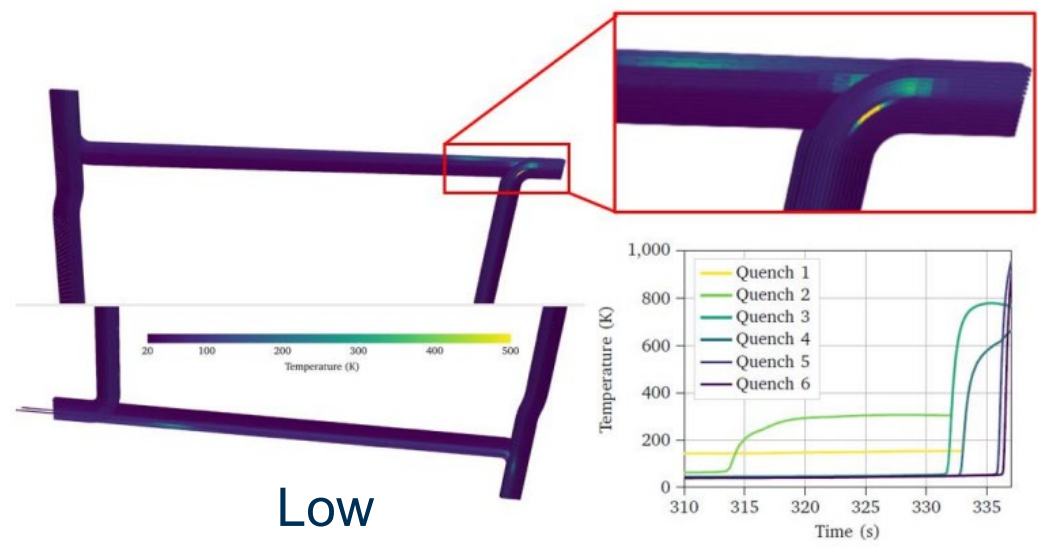 1,000
800
600
400
200
0
Temperature (K)
Quench 1
Quench 2
Quench 3
Quench 4
Quench 5
Quench 6
310 315 320 325 330 335
Time (s)
20 100 200 300 400 500
Temperature (K)
Low